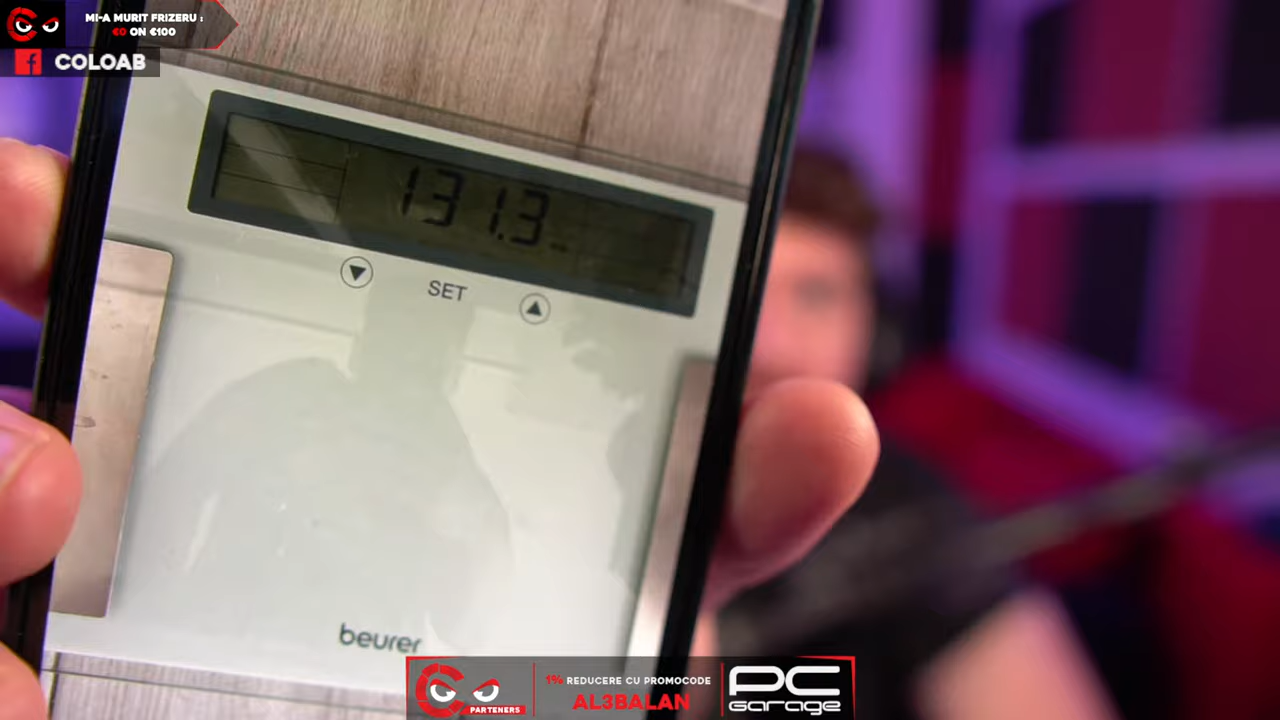 MI-A MURIT FRIZERU :
€0 ON €100
COLOAB
131.3
SET
beurer
PARTENERS
1% REDUCERE CU PROMOCODE
AL3BALAN
PC
GaraGe